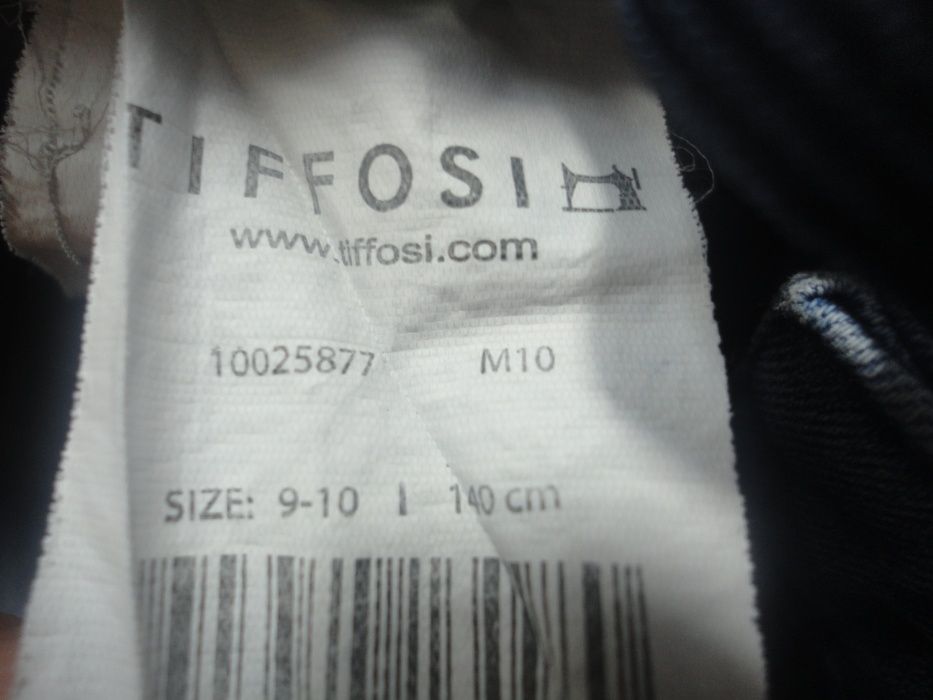 TIFFOSI
www.tiffosi.com
10025877 M10
SIZE: 9-10 | 140 cm